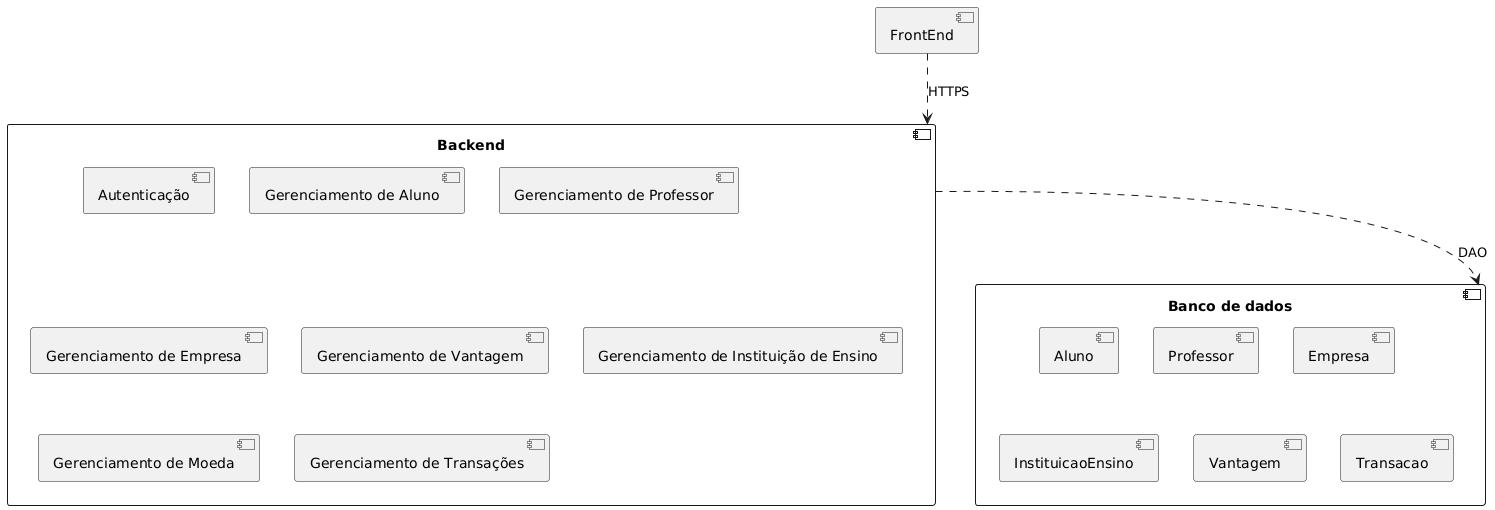 FrontEnd
HTTPS
Backend
Autenticação
Gerenciamento de Aluno
Gerenciamento de Professor
Gerenciamento de Empresa
Gerenciamento de Vantagem
Gerenciamento de Instituição de Ensino
Gerenciamento de Moeda
Gerenciamento de Transações
DAO
Banco de dados
Aluno
Professor
Empresa
InstituicaoEnsino
Vantagem
Transacao